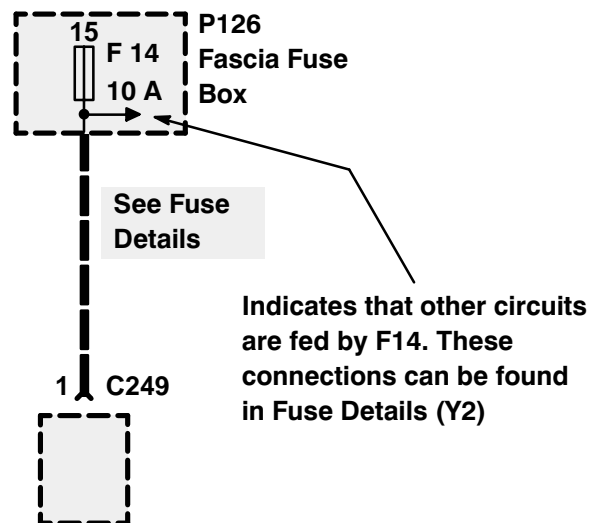 15
F 14
10 A
P126
Fascia Fuse
Box
See Fuse
Details
Indicates that other circuits
are fed by F14. These
connections can be found
in Fuse Details (Y2)
1
C249